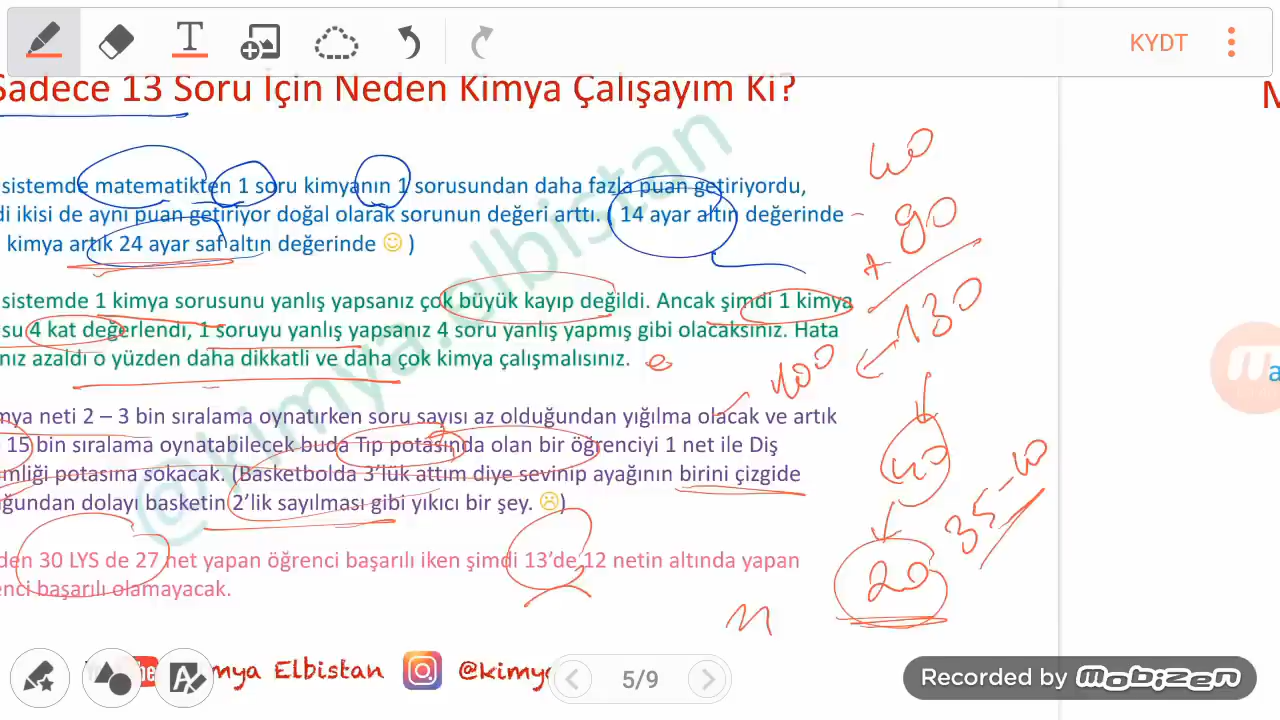 T
KYDT
Sadece 13 Soru İçin Neden Kimya Çalışayım Ki?
M
sistemde matematikten 1 soru kimyanın 1 sorusundan daha fazla puan getiriyordu,
di ikisi de aynı puan getiriyor doğal olarak sorunun değeri arttı. ( 14 ayar altın değerinde
kimya artık 24 ayar saf altın değerinde 😊 )
sistemde 1 kimya sorusunu yanlış yapsanız çok büyük kayıp değildi. Ancak şimdi 1 kimya
su 4 kat değerlendi, 1 soruyu yanlış yapsanız 4 soru yanlış yapmış gibi olacaksınız. Hata
nız azaldı o yüzden daha dikkatli ve daha çok kimya çalışmalısınız.
mya neti 2 – 3 bin sıralama oynatırken soru sayısı az olduğundan yığılma olacak ve artık
15 bin sıralama oynatabilecek buda Tıp potasında olan bir öğrenciyi 1 net ile Diş
imliği potasına sokacak. (Basketbolda 3’lük attım diye sevinip ayağının birini çizgide
ğundan dolayı basketin 2’lik sayılması gibi yıkıcı bir şey. ☹)
den 30 LYS de 27 net yapan öğrenci başarılı iken şimdi 13’de 12 netin altında yapan
enci başarılı olamayacak.
40
+ 90
130
100
40
35-40
20
@kimya.elbistan
mya Elbistan
@kimy
5/9
Recorded by MOBIZEN